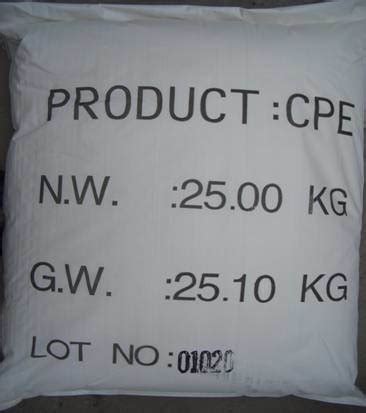 PRODUCT :CPE
N.W. :25.00 KG
G.W. :25.10 KG
LOT NO :01020